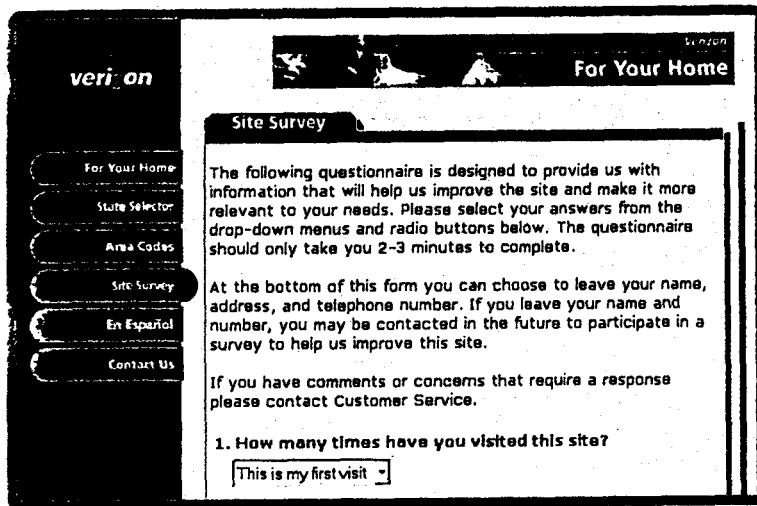 verizon
Verizon
For Your Home
Site Survey
For Your Home
State Selector
Area Codes
Site Survey
En Español
Contact Us
The following questionnaire is designed to provide us with
information that will help us improve the site and make it more
relevant to your needs. Please select your answers from the
drop-down menus and radio buttons below. The questionnaire
should only take you 2-3 minutes to complete.
At the bottom of this form you can choose to leave your name,
address, and telephone number. If you leave your name and
number, you may be contacted in the future to participate in a
survey to help us improve this site.
If you have comments or concerns that require a response
please contact Customer Service.
1. How many times have you visited this site?
This is my first visit